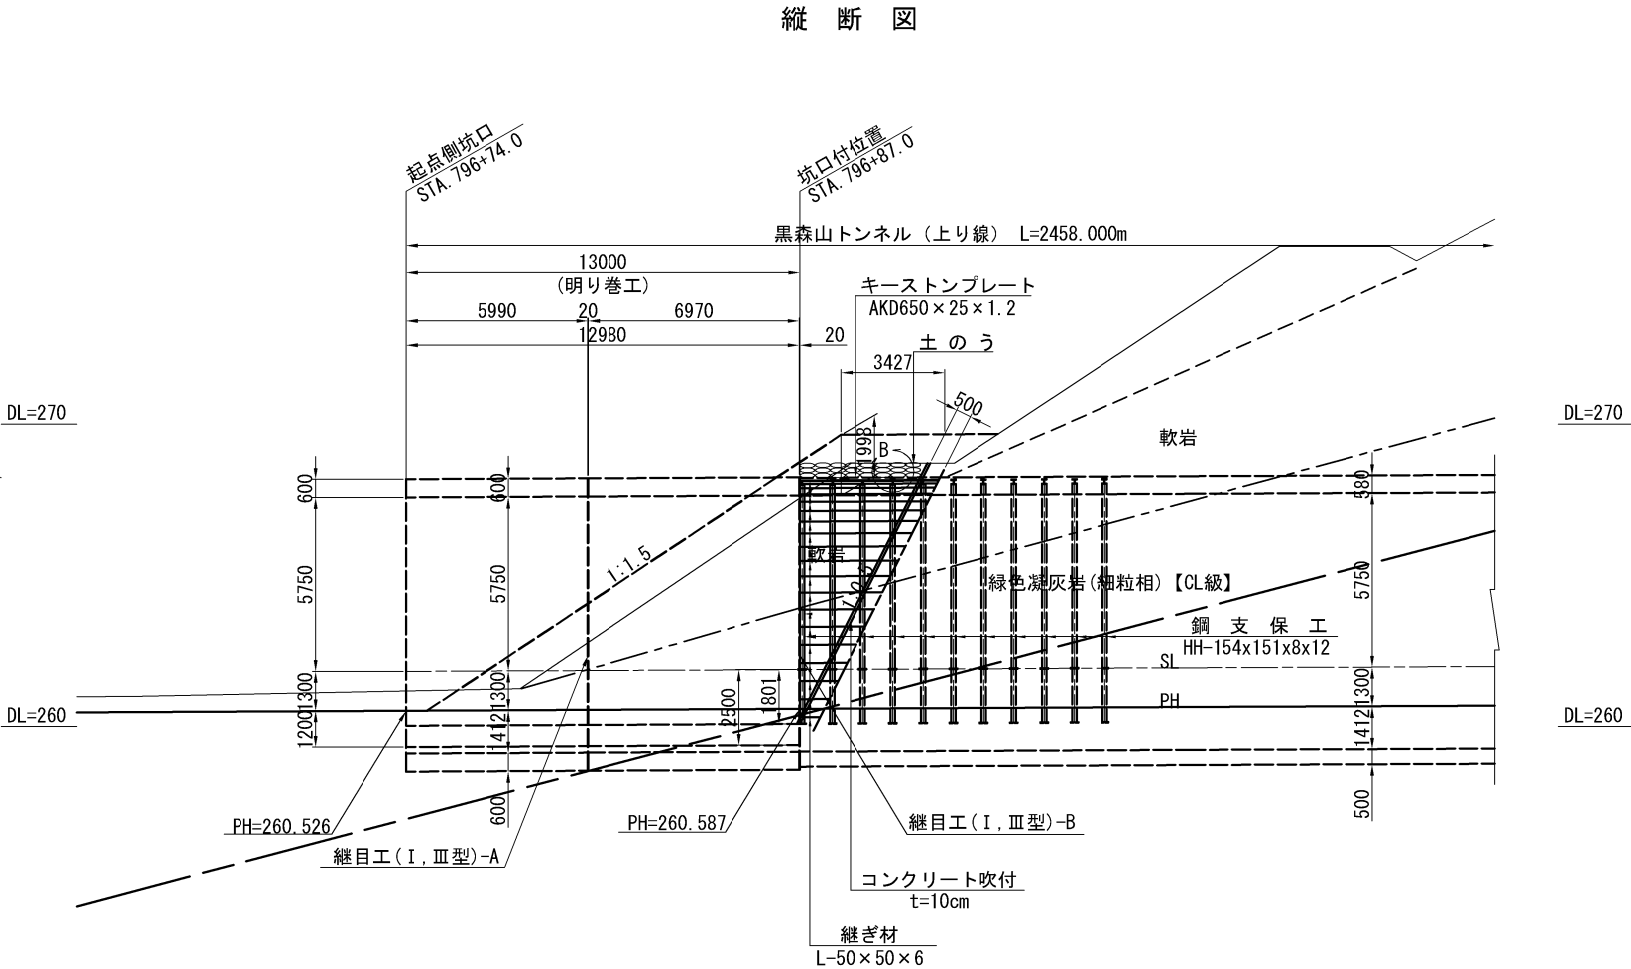 縦 断 図
起点側坑口
STA.796+74.0
坑口付位置
STA.796+87.0
黒森山トンネル（上り線） L=2458.000m
13000
(明り巻工)
キーストンプレート
AKD650×25×1.2
5990
20
6970
12980
20
土のう
3427
500
DL=270
DL=270
1998
B
軟岩
600
600
580
軟岩
1:1.5
1:0.5
5750
5750
5750
緑色凝灰岩(細粒相)【CL級】
鋼支保工
HH-154x151x8x12
SL
1300
1300
1300
2500
1801
PH
DL=260
DL=260
1200
1412
1412
600
500
PH=260.526
PH=260.587
継目工(Ⅰ,Ⅲ型)-B
継目工(Ⅰ,Ⅲ型)-A
コンクリート吹付
t=10cm
継ぎ材
L-50×50×6